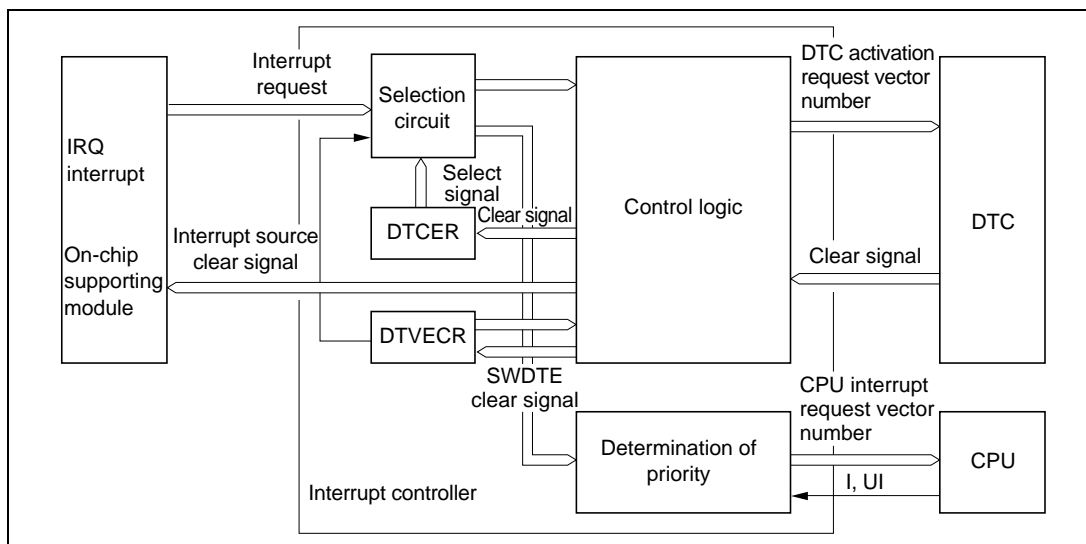 Interrupt
request
Selection
circuit
DTC activation
request vector
number
IRQ
interrupt
Select
signal
Control logic
DTC
DTCER
Clear signal
Interrupt source
clear signal
On-chip
supporting
module
Clear signal
DTVECR
SWDTE
clear signal
CPU interrupt
request vector
number
Determination of
priority
CPU
I, UI
Interrupt controller